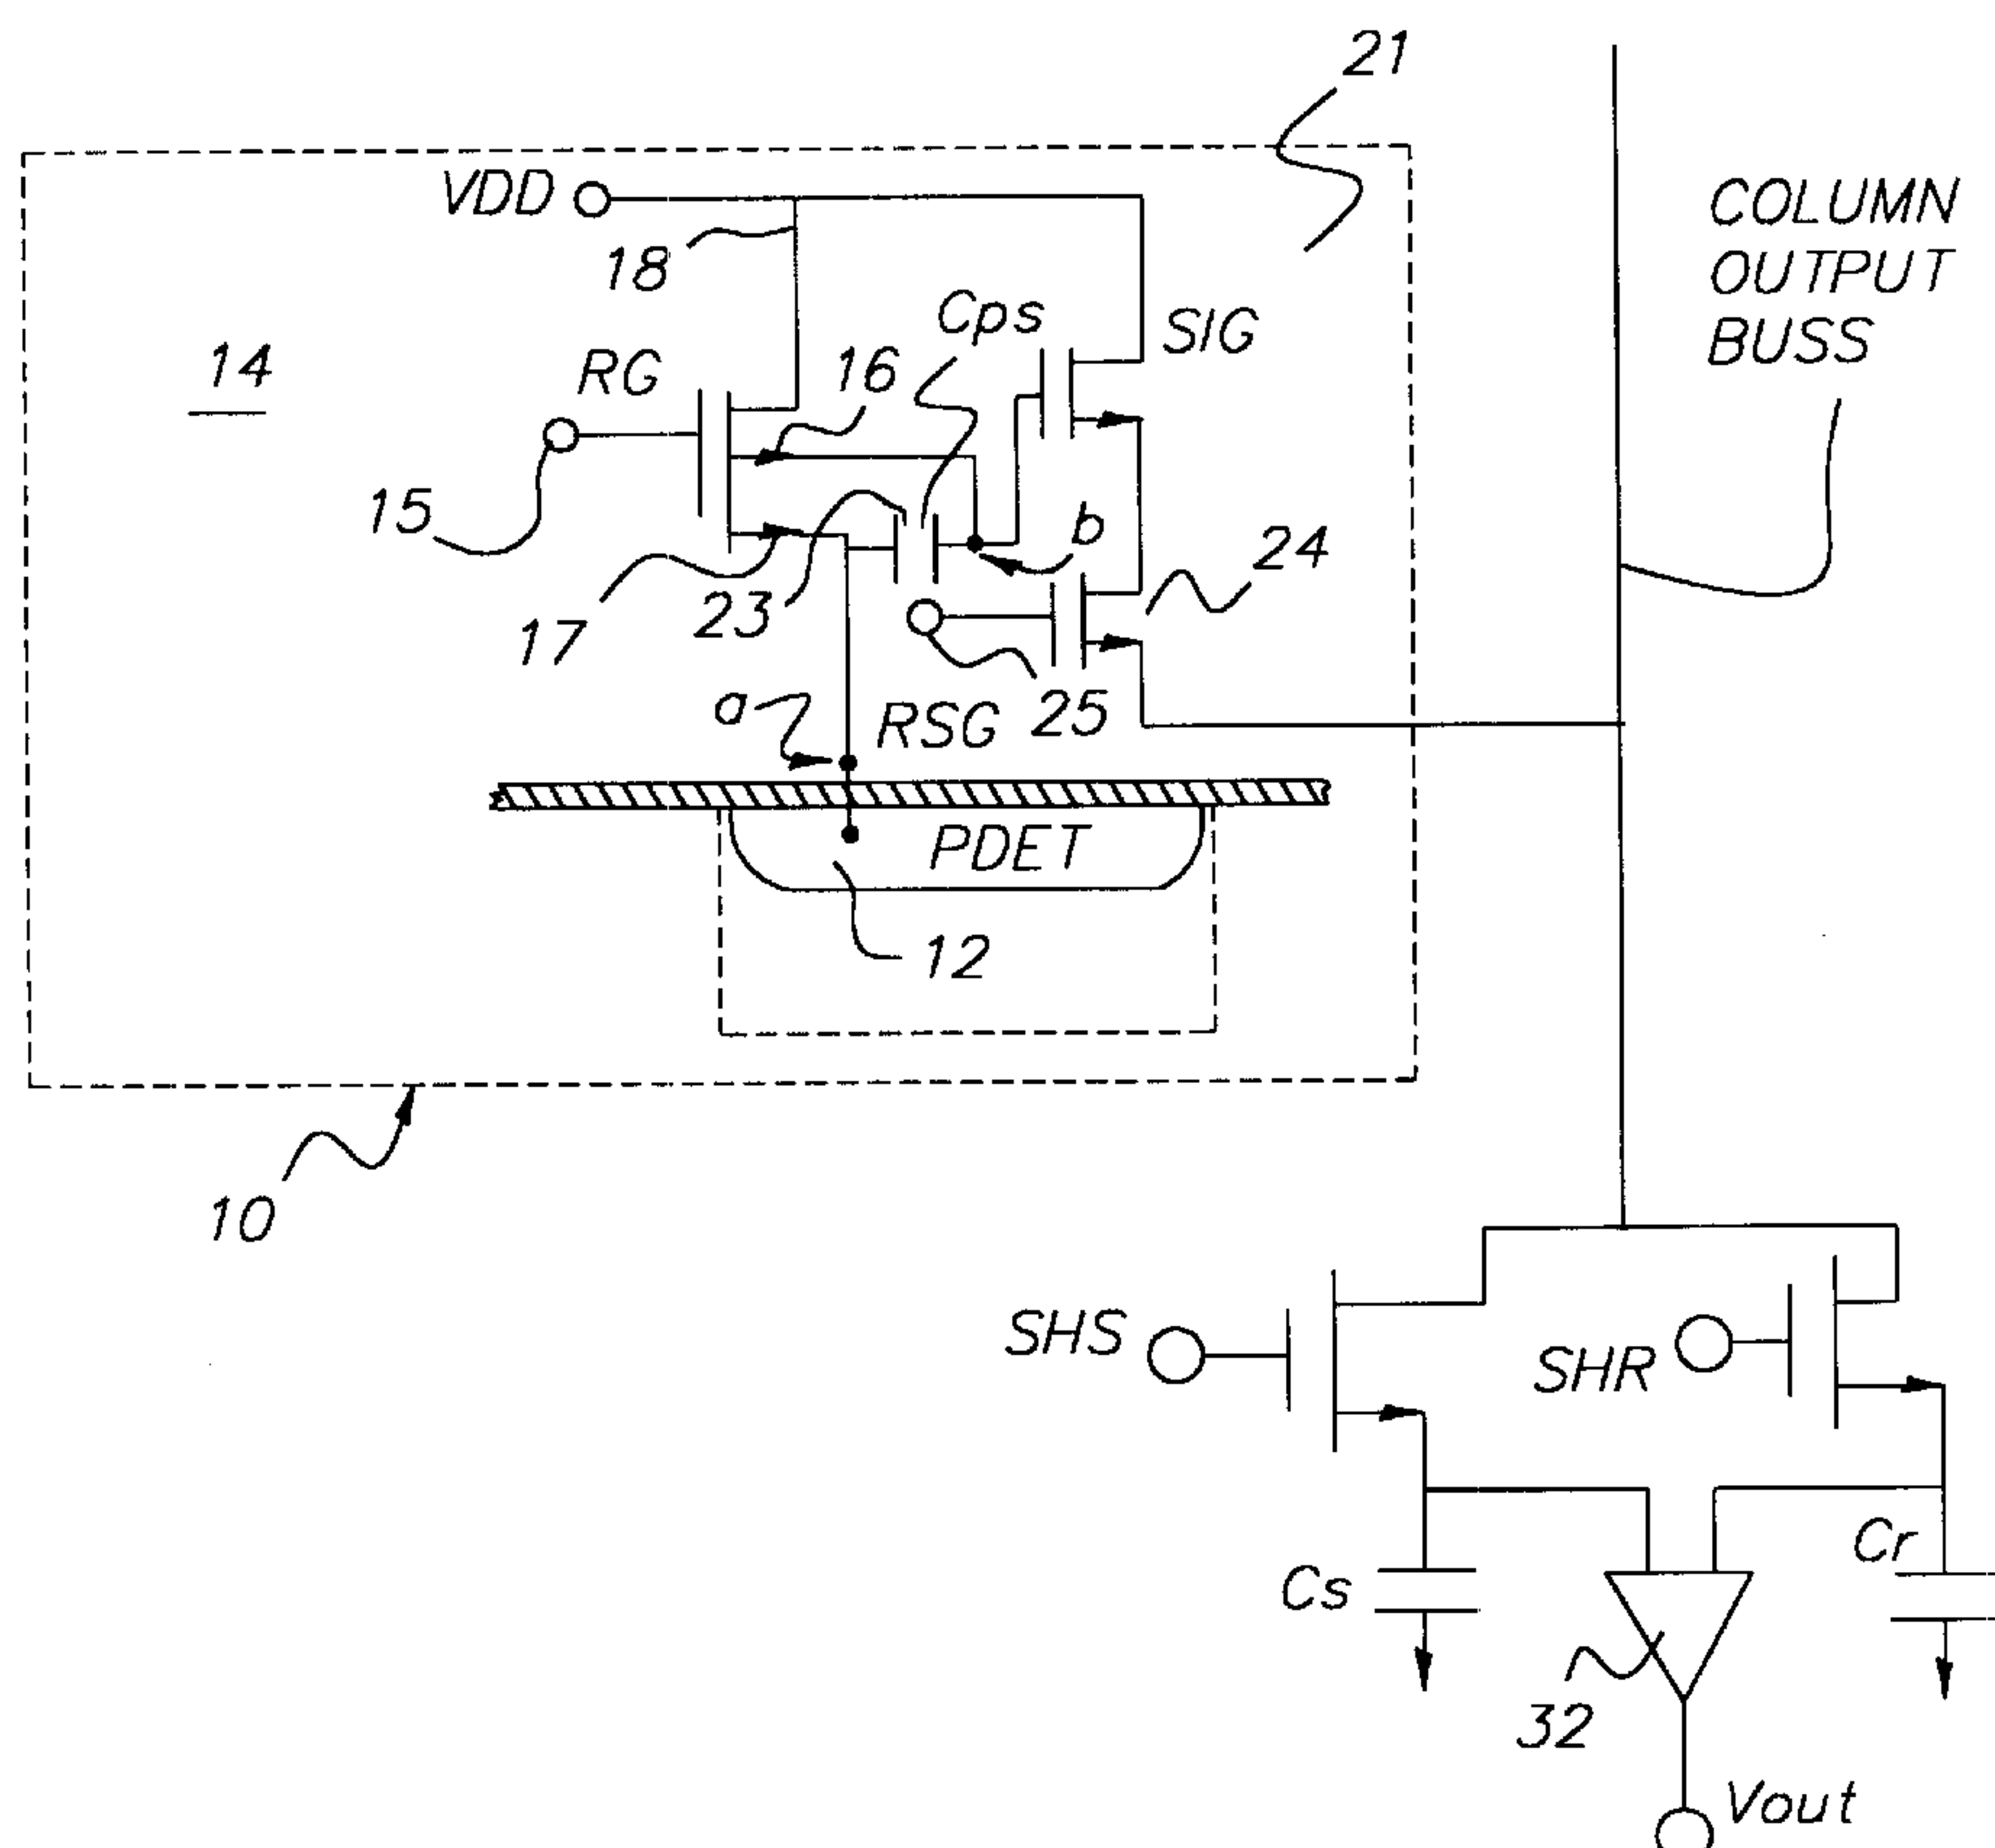 21
VDD
18
COLUMN
OUTPUT
BUSS
Cps
SIG
14
RG
16
15
b
24
17
23
a
RSG
25
PDET
12
10
SHS
SHR
Cs
Cr
32
Vout